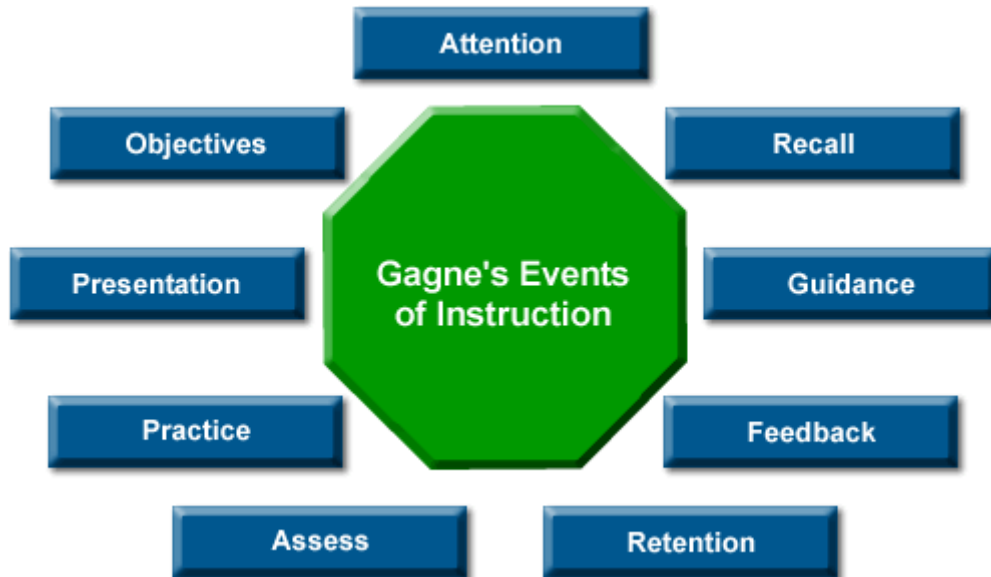 Attention
Objectives
Recall
Presentation
Gagne's Events
of Instruction
Guidance
Practice
Feedback
Assess
Retention